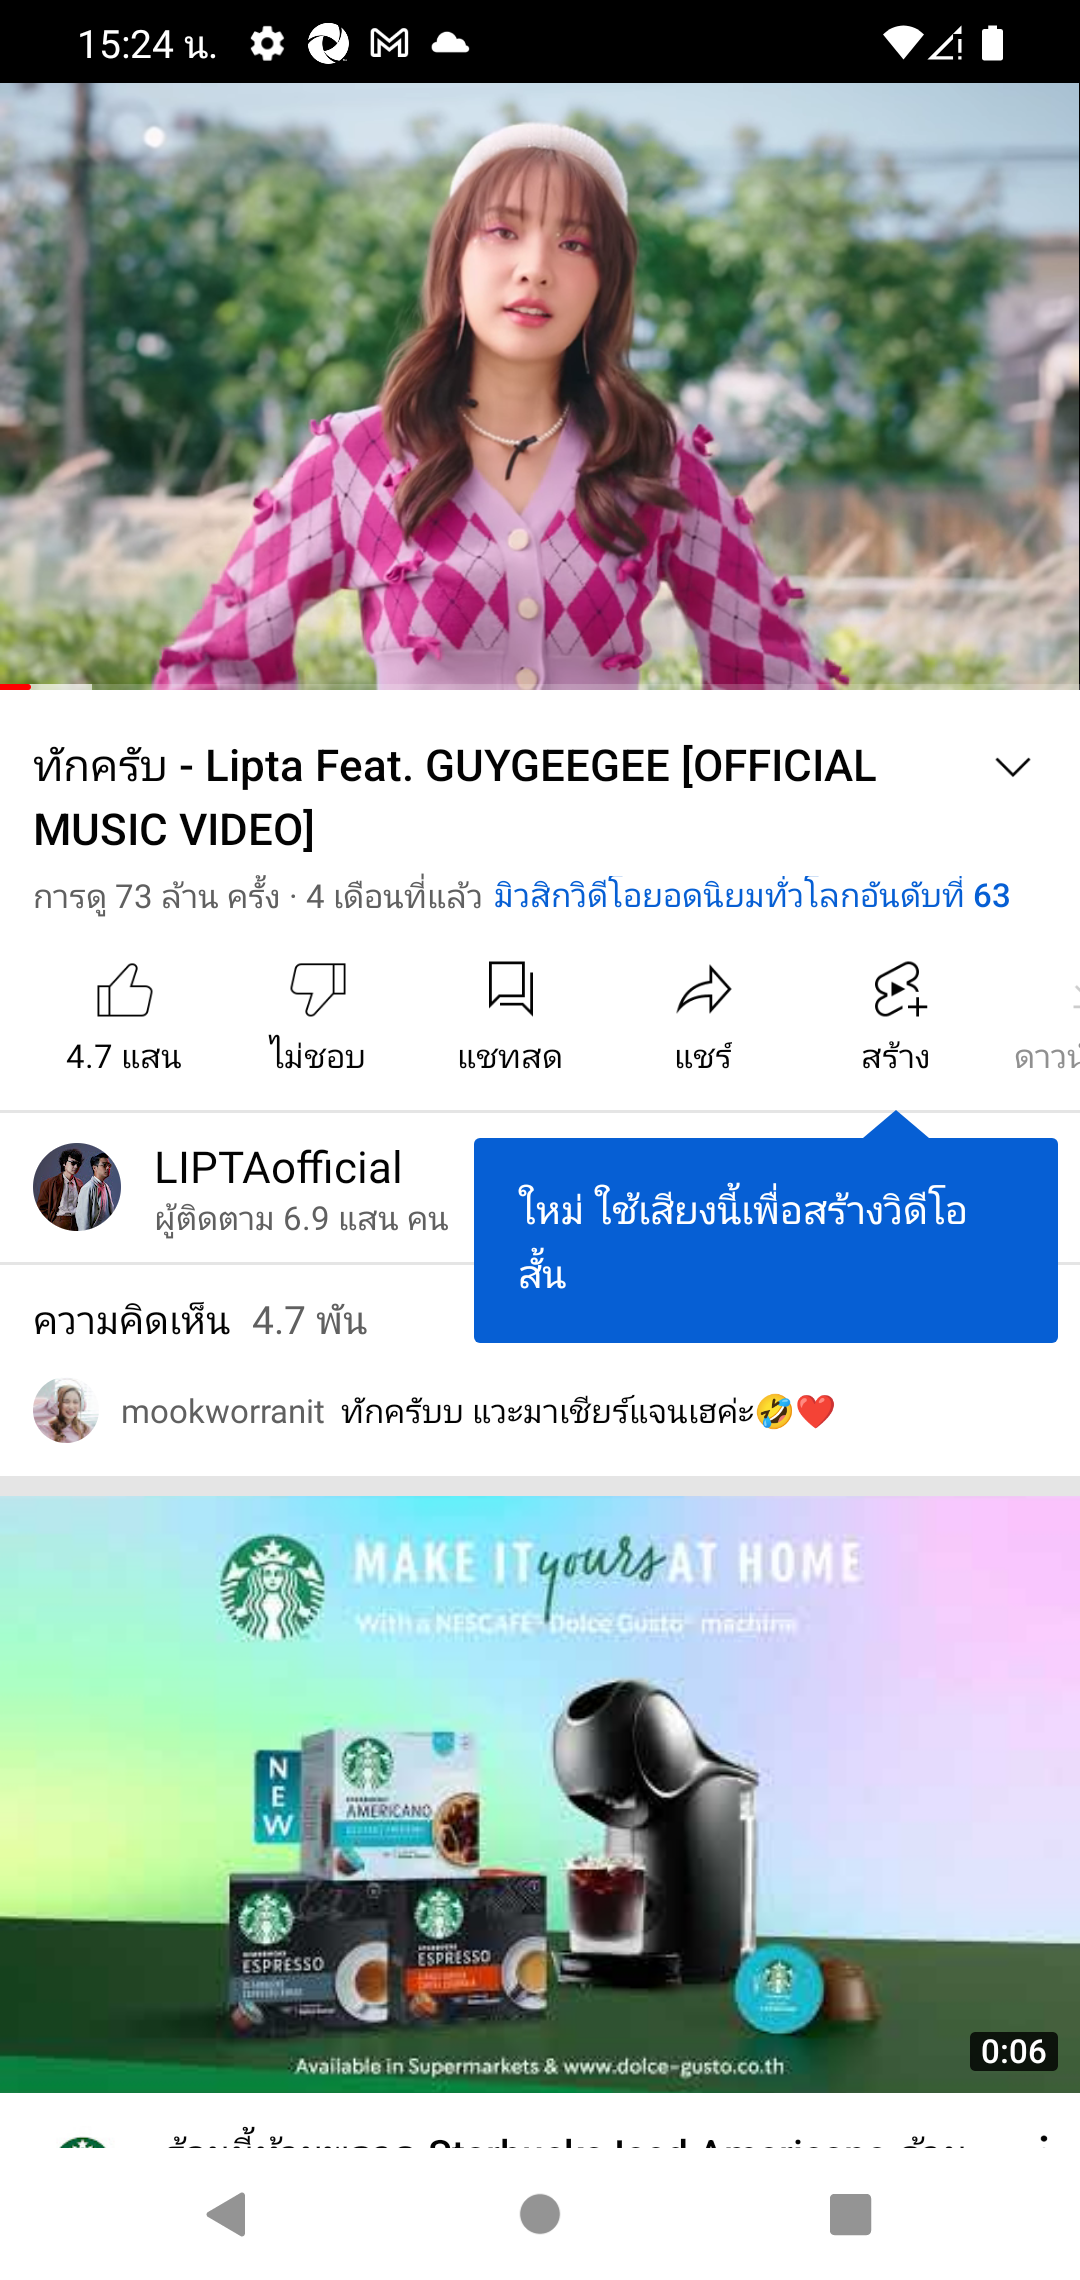 15:24 น.
ทักครับ - Lipta Feat. GUYGEEGEE [OFFICIAL
MUSIC VIDEO]
การดู 73 ล้าน ครั้ง · 4 เดือนที่แล้ว มิวสิกวิดีโอยอดนิยมทั่วโลกอันดับที่ 63
4.7 แสน ไม่ชอบ แชทสด แชร์ สร้าง
LIPTAofficial
ผู้ติดตาม 6.9 แสน คน
ใหม่ ใช้เสียงนี้เพื่อสร้างวิดีโอ
สั้น
ความคิดเห็น 4.7 พัน
mookworranit ทักครับบ แวะมาเชียร์แจนเฮค่ะ🤣❤️
MAKE IT yours AT HOME
With a NESCAFÉ Dolce Gusto machine
NEW
AMERICANO
ESPRESSO
ESPRESSO
Available in Supermarkets & www.dolce-gusto.co.th
0:06
Starbucks Iced Americano